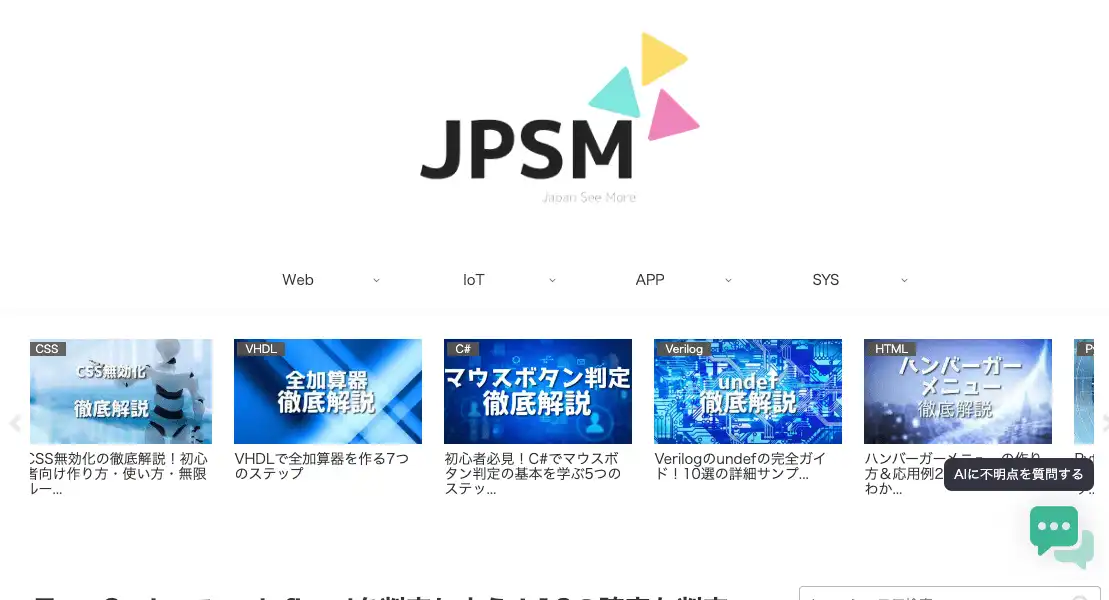 JPSM
Japan See More
Web
IoT
APP
SYS
CSS
CSS無効化
徹底解説
CSS無効化の徹底解説！初心
者向け作り方・使い方・無限
ルー...
VHDL
全加算器
徹底解説
VHDLで全加算器を作る7つ
のステップ
C#
マウスボタン判定
徹底解説
初心者必見！C#でマウスボ
タン判定の基本を学ぶ5つの
ステッ...
Verilog
undef
徹底解説
Verilogのundefの完全ガイ
ド！10選の詳細サンプ...
HTML
ハンバーガー
メニュー
徹底解説
ハンバーガーメニューの作り
方＆応用例2
わか...
AIに不明点を質問する